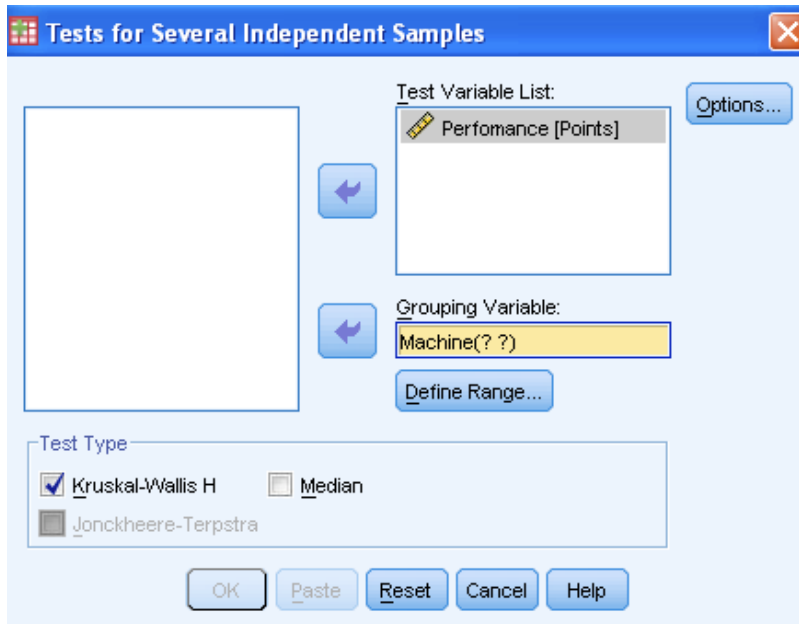 Tests for Several Independent Samples
Test Variable List:
Perfomance [Points]
Options...
Grouping Variable:
Machine(? ?)
Define Range...
Test Type
Kruskal-Wallis H
Median
Jonckheere-Terpstra
OK
Paste
Reset
Cancel
Help